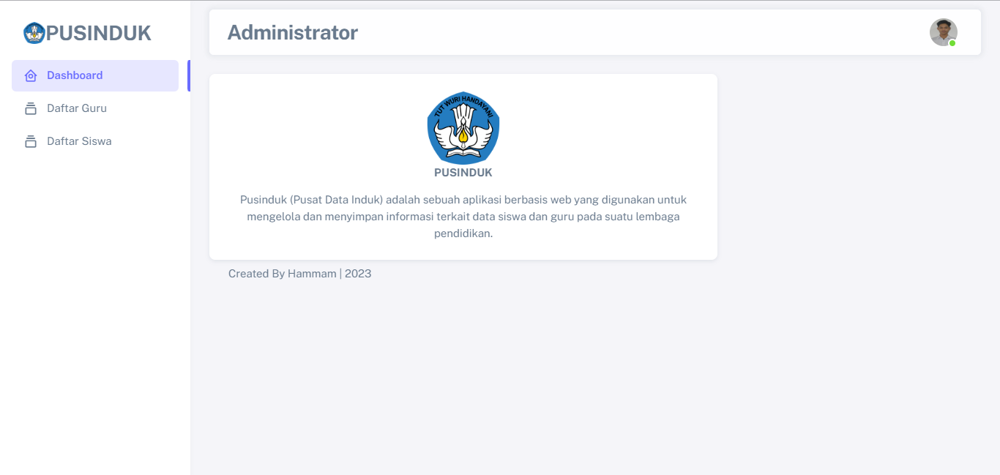 PUSINDUK
Administrator
Dashboard
Daftar Guru
Daftar Siswa
TUT WURI HANDAYANI
PUSINDUK
Pusinduk (Pusat Data Induk) adalah sebuah aplikasi berbasis web yang digunakan untuk
mengelola dan menyimpan informasi terkait data siswa dan guru pada suatu lembaga
pendidikan.
Created By Hammam | 2023